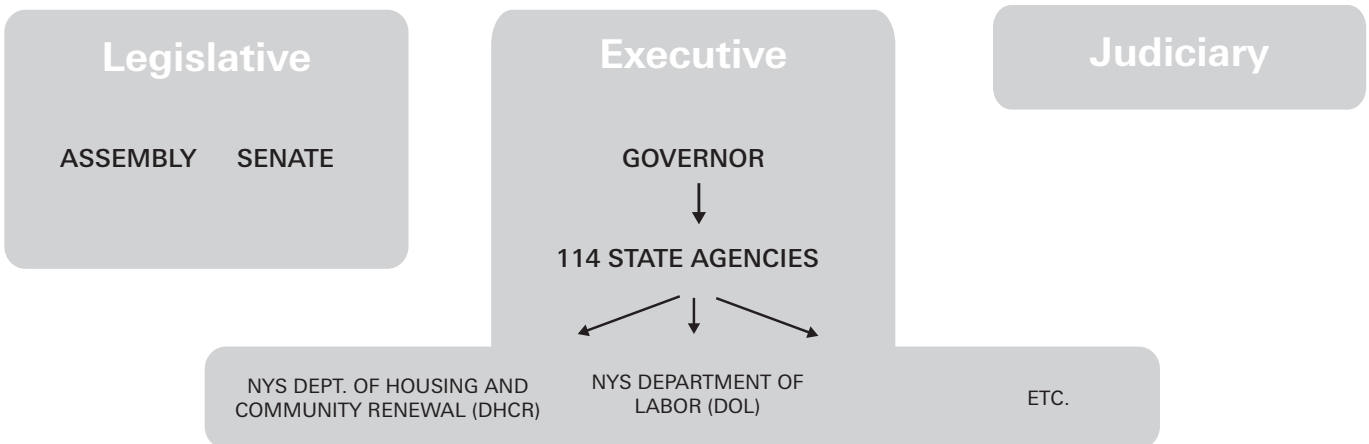 Legislative
ASSEMBLY SENATE
Executive
GOVERNOR
114 STATE AGENCIES
NYS DEPT. OF HOUSING AND
COMMUNITY RENEWAL (DHCR)
NYS DEPARTMENT OF
LABOR (DOL)
ETC.
Judiciary